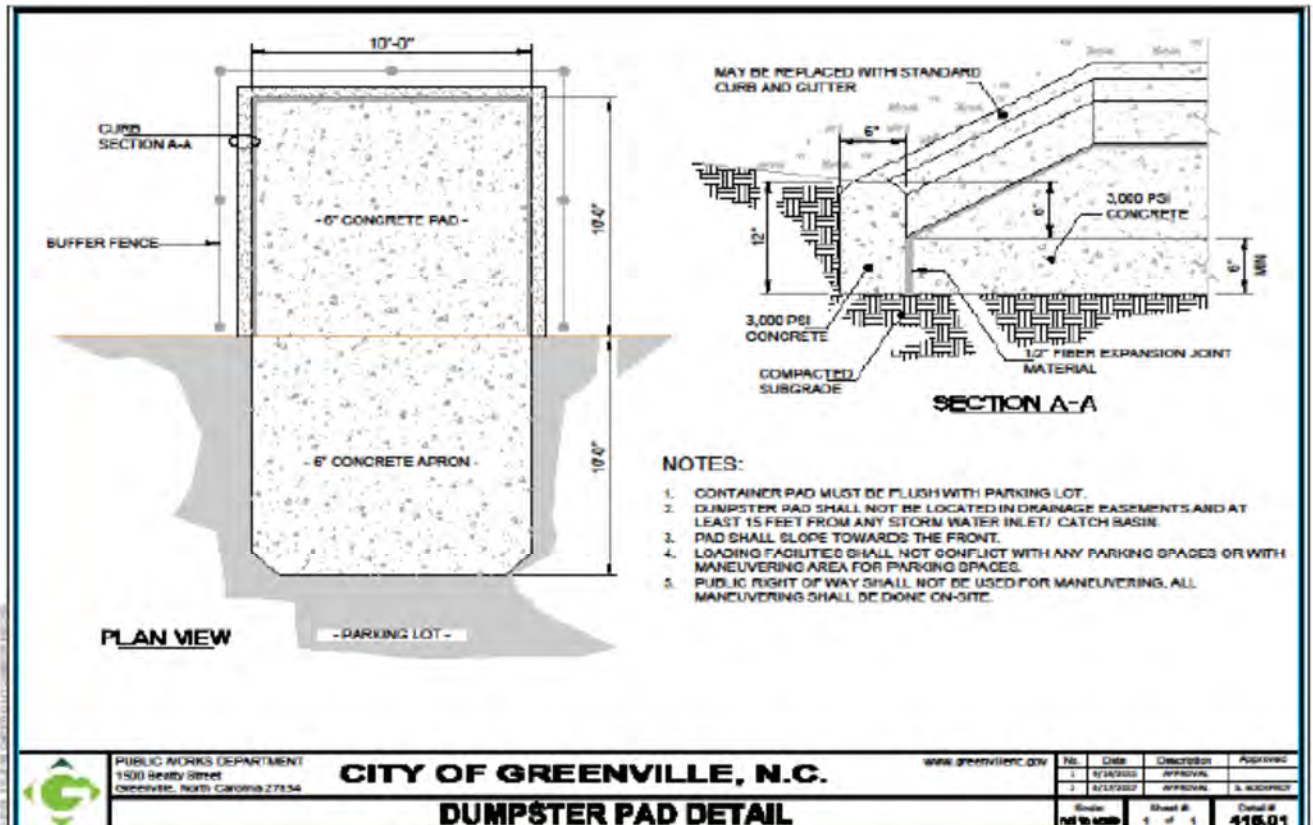 10'-0"
CURB
SECTION A-A
- 6" CONCRETE PAD -
10'-0"
BUFFER FENCE
- 6" CONCRETE APRON -
10'-0"
PLAN VIEW
- PARKING LOT -
MAY BE REPLACED WITH STANDARD
CURB AND GUTTER
6"
12"
6"
3,000 PSI
CONCRETE
6"
MIN
3,000 PSI
CONCRETE
COMPACTED
SUBGRADE
1/2" FIBER EXPANSION JOINT
MATERIAL
SECTION A-A
NOTES:
1. CONTAINER PAD MUST BE FLUSH WITH PARKING LOT.
2. DUMPSTER PAD SHALL NOT BE LOCATED IN DRAINAGE EASEMENTS AND AT
LEAST 15 FEET FROM ANY STORM WATER INLET/ CATCH BASIN.
3. PAD SHALL SLOPE TOWARDS THE FRONT.
4. LOADING FACILITIES SHALL NOT CONFLICT WITH ANY PARKING SPACES OR WITH
MANEUVERING AREA FOR PARKING SPACES.
5. PUBLIC RIGHT OF WAY SHALL NOT BE USED FOR MANEUVERING, ALL
MANEUVERING SHALL BE DONE ON-SITE.
PUBLIC WORKS DEPARTMENT
1500 Beatty Street
Greenville, North Carolina 27834
CITY OF GREENVILLE, N.C.
www.greenvillenc.gov
DUMPSTER PAD DETAIL
No. Date Description Approved
1 APPROVAL
2 APPROVAL
Scale:
Sheet #:
1 of 1
Detail #